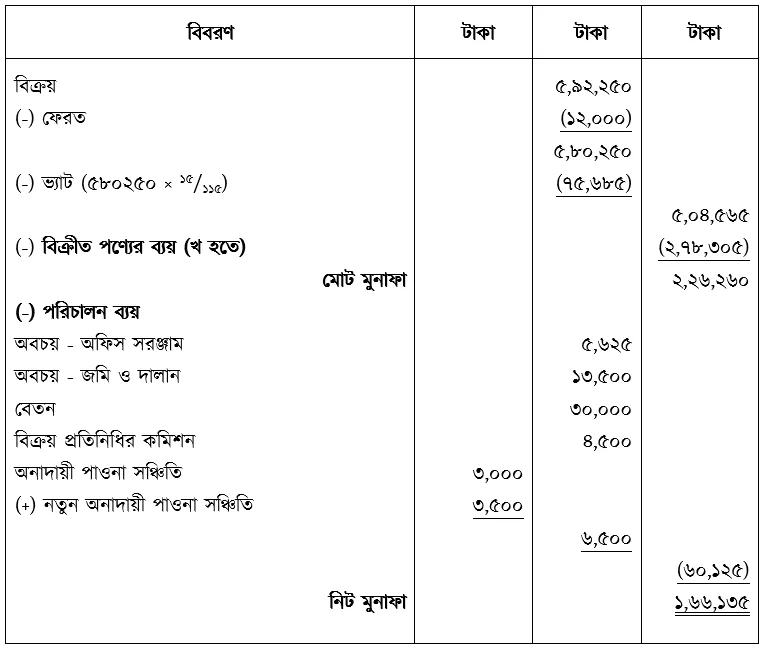 বিবরণ টাকা টাকা টাকা
বিক্রয় ৫,৯২,২৫০
(-) ফেরত (১২,০০০)
৫,৮০,২৫০
(-) ভ্যাট (৫৮০২৫০ × ১৫/১১৫) (৭৫,৬৮৫)
৫,০৪,৫৬৫
(-) বিক্রীত পণ্যের ব্যয় (খ হতে) (২,৭৮,৩০৫)
মোট মুনাফা ২,২৬,২৬০
(-) পরিচালন ব্যয়
অবচয় - অফিস সরঞ্জাম ৫,৬২৫
অবচয় - জমি ও দালান ১৩,৫০০
বেতন ৩০,০০০
বিক্রয় প্রতিনিধির কমিশন ৪,৫০০
অনাদায়ী পাওনা সঞ্চিতি ৩,০০০
(+) নতুন অনাদায়ী পাওনা সঞ্চিতি ৩,৫০০
৬,৫০০
(৬০,১২৫)
নিট মুনাফা ১,৬৬,১৩৫